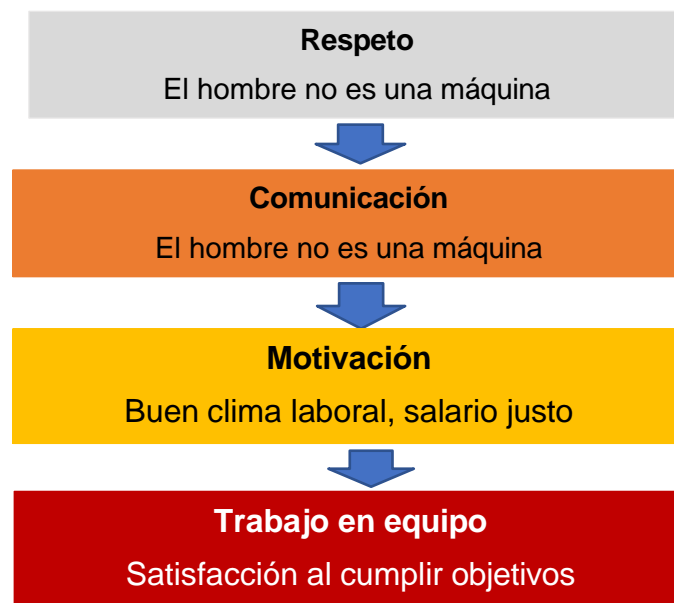 Respeto
El hombre no es una máquina
Comunicación
El hombre no es una máquina
Motivación
Buen clima laboral, salario justo
Trabajo en equipo
Satisfacción al cumplir objetivos